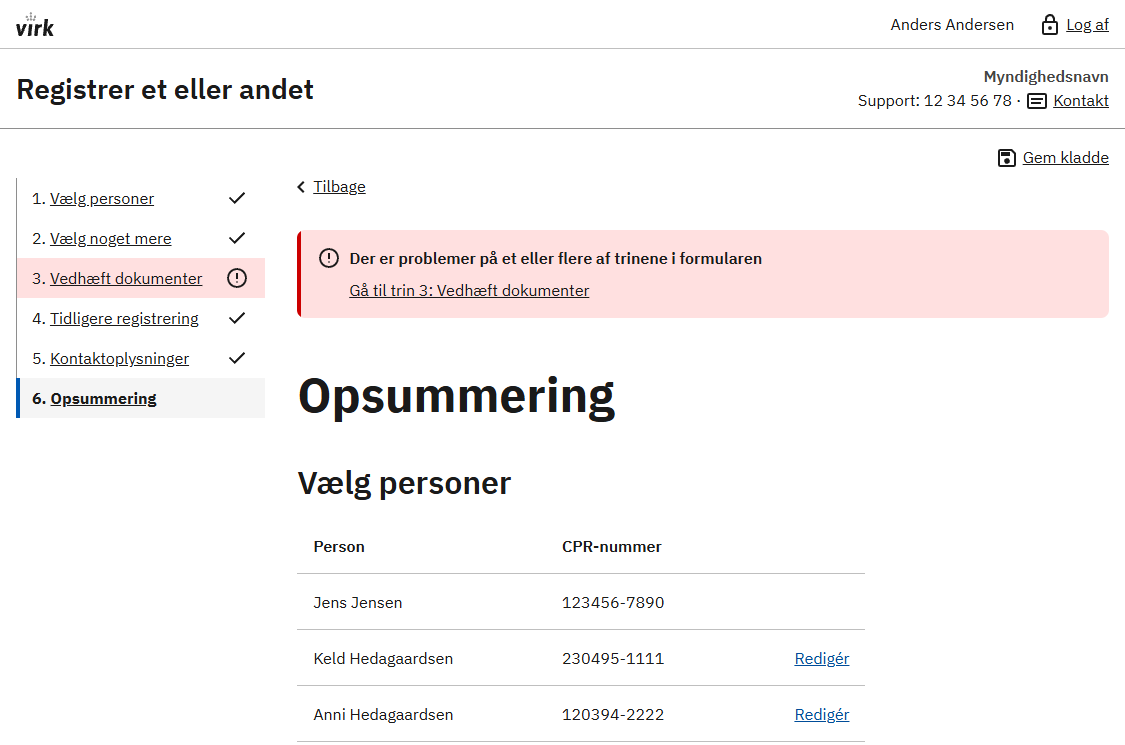 virk
Anders Andersen Log af
Registrer et eller andet
Myndighedsnavn
Support: 12 34 56 78 · Kontakt
Gem kladde
1. Vælg personer
2. Vælg noget mere
3. Vedhæft dokumenter
4. Tidligere registrering
5. Kontaktoplysninger
6. Opsummering
Tilbage
Der er problemer på et eller flere af trinene i formularen
Gå til trin 3: Vedhæft dokumenter
Opsummering
Vælg personer
Person CPR-nummer
Jens Jensen 123456-7890
Keld Hedagaardsen 230495-1111 Redigér
Anni Hedagaardsen 120394-2222 Redigér